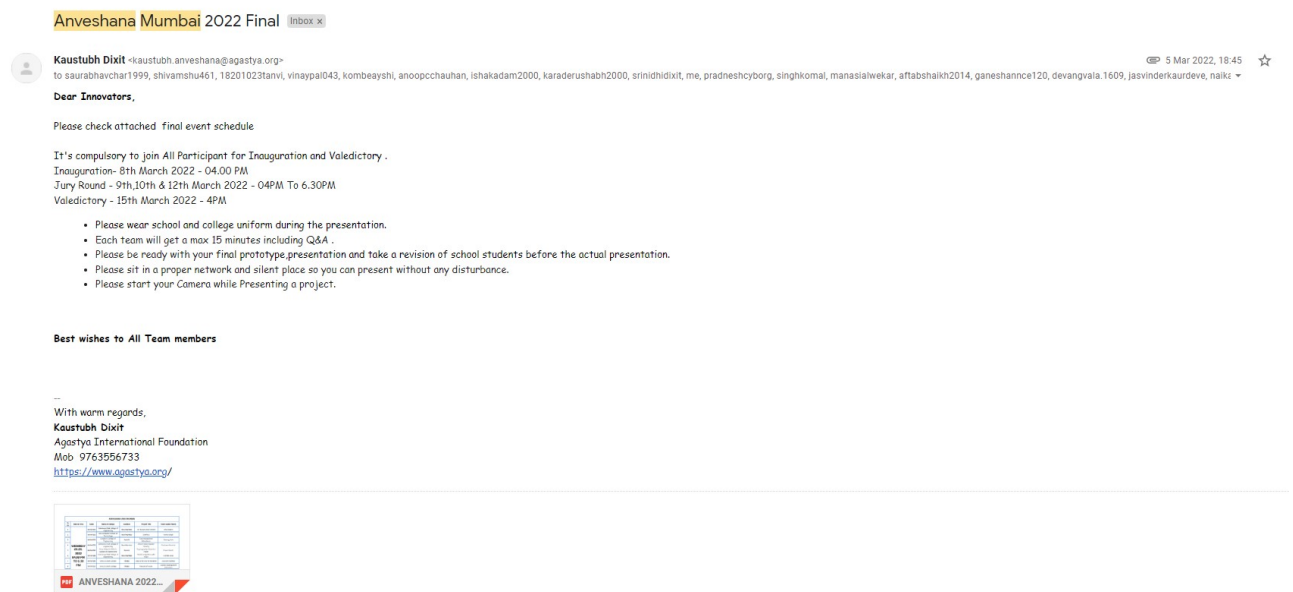 Anveshana Mumbai 2022 Final Inbox x
Kaustubh Dixit <kaustubh.anveshana@agastya.org>
5 Mar 2022, 18:45
to saurabhavchar1999, shivamshu461, 18201023tanvi, vinaypal043, kombeayshi, anoopcchauhan, ishakadam2000, karaderushabh2000, srinidhidixit, me, pradneshcyborg, singhkomal, manasialwekar, aftabshaikh2014, ganeshannce120, devangvala.1609, jasvinderkaurdeve, naika
Dear Innovators,
Please check attached final event schedule
It's compulsory to join All Participant for Inauguration and Valedictory .
Inauguration- 8th March 2022 - 04.00 PM
Jury Round - 9th,10th & 12th March 2022 - 04PM To 6.30PM
Valedictory - 15th March 2022 - 4PM
• Please wear school and college uniform during the presentation.
• Each team will get a max 15 minutes including Q&A .
• Please be ready with your final prototype,presentation and take a revision of school students before the actual presentation.
• Please sit in a proper network and silent place so you can present without any disturbance.
• Please start your Camera while Presenting a project.
Best wishes to All Team members
--
With warm regards,
Kaustubh Dixit
Agastya International Foundation
Mob 9763556733
https://www.agastya.org/
PDF ANVESHANA 2022...